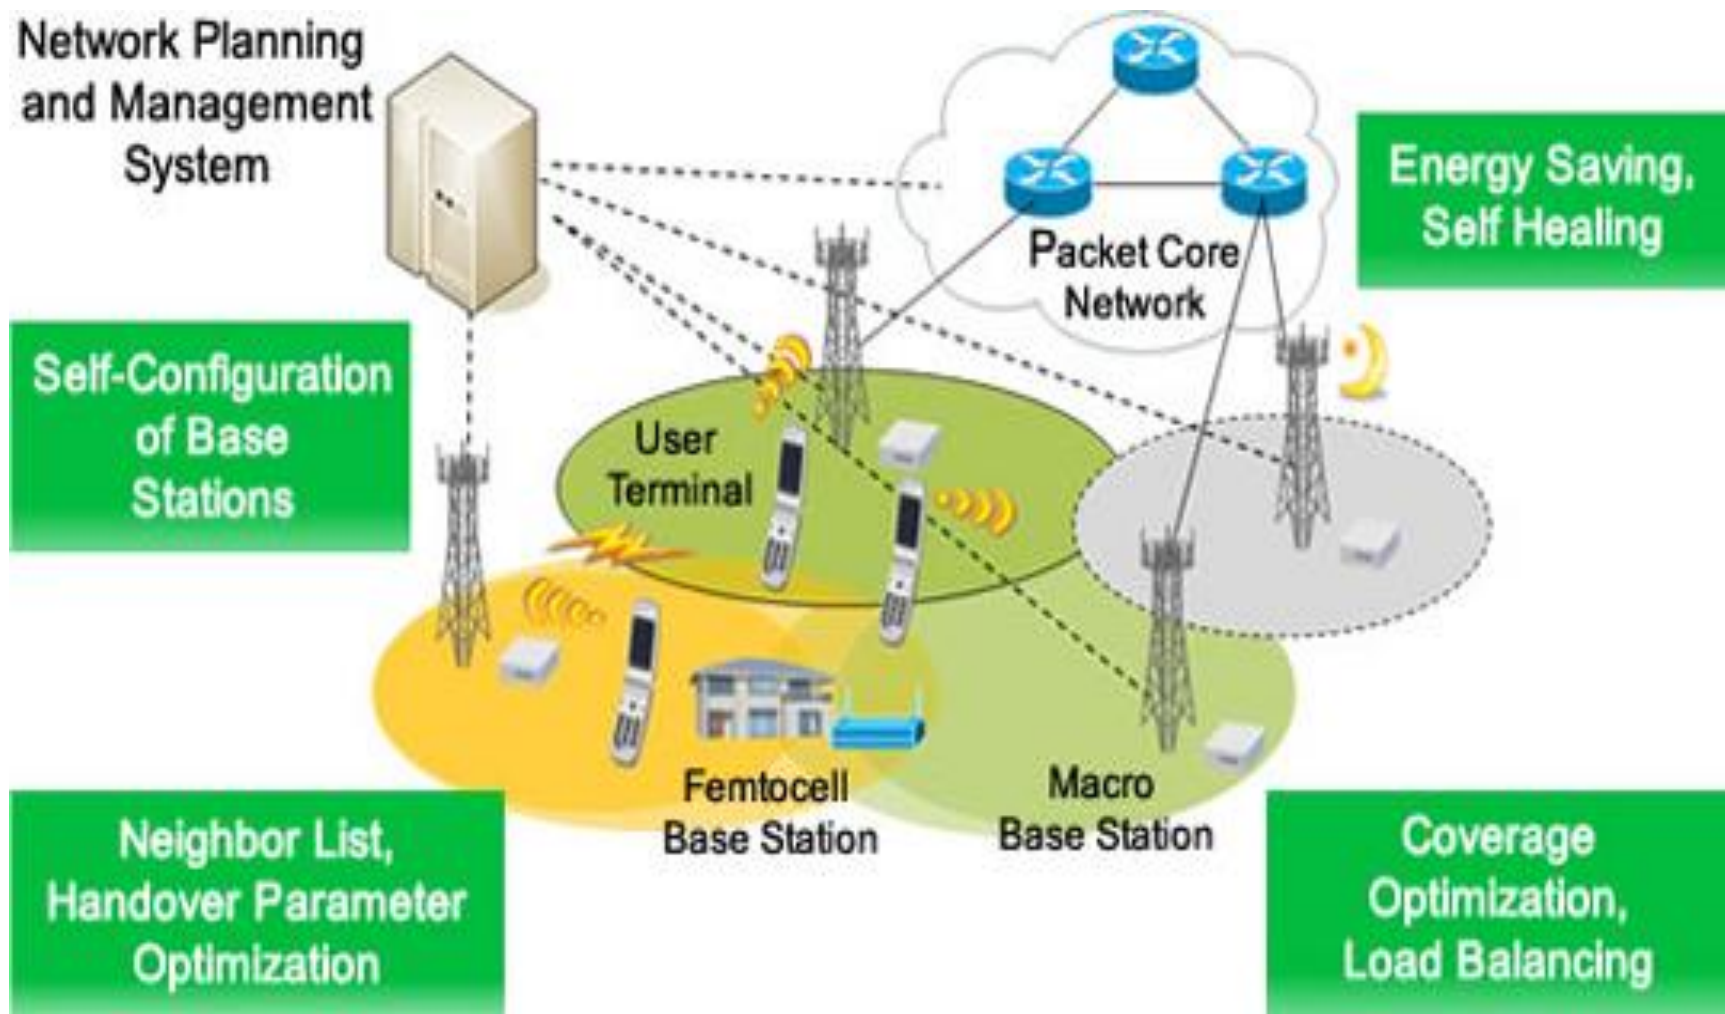 Network Planning
and Management
System
Packet Core
Network
Energy Saving,
Self Healing
Self-Configuration
of Base
Stations
User
Terminal
Femtocell
Base Station
Macro
Base Station
Neighbor List,
Handover Parameter
Optimization
Coverage
Optimization,
Load Balancing